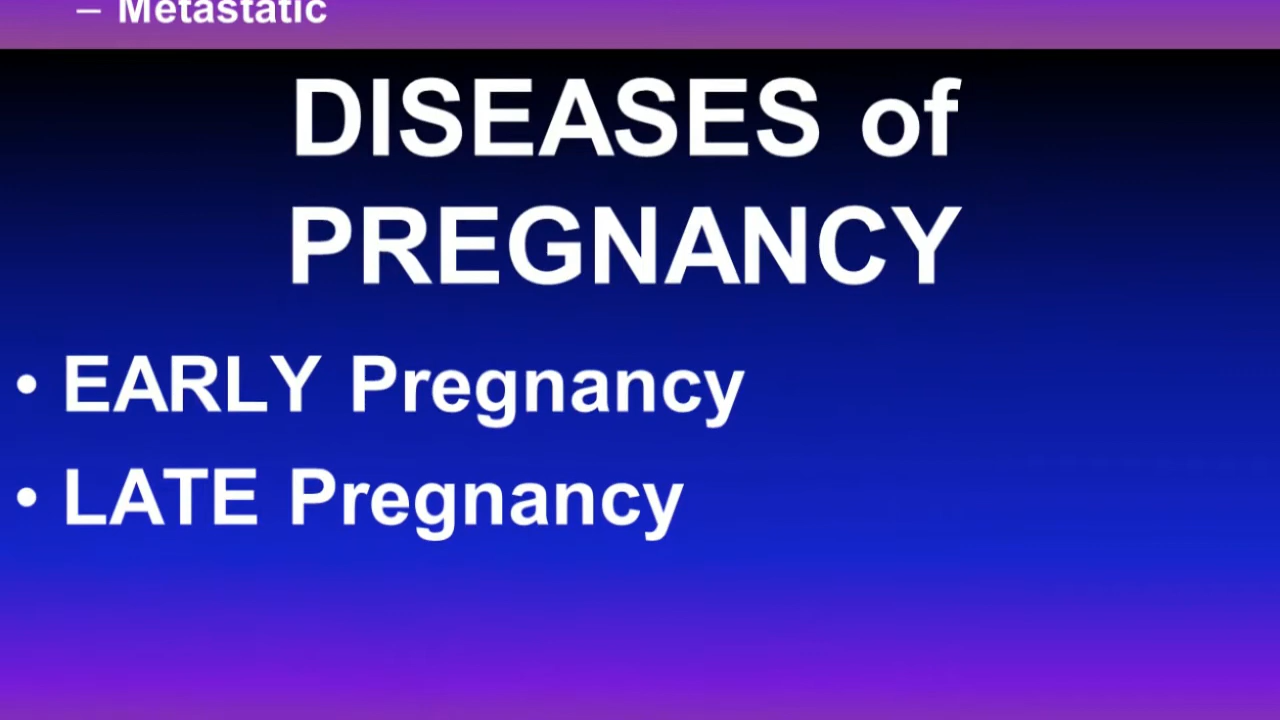 – Metastatic
DISEASES of
PREGNANCY
• EARLY Pregnancy
• LATE Pregnancy